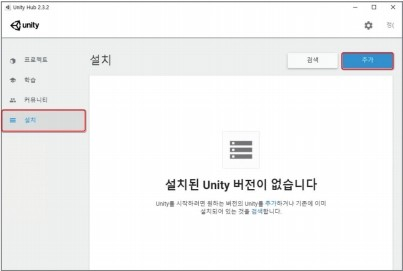 Unity Hub 2.3.2
unity
프로젝트
학습
커뮤니티
설치
설치
검색
추가
설치된 Unity 버전이 없습니다
Unity를 시작하려면 원하는 버전의 Unity를 추가하거나 기존에 이미
설치되어 있는 것을 검색합니다.